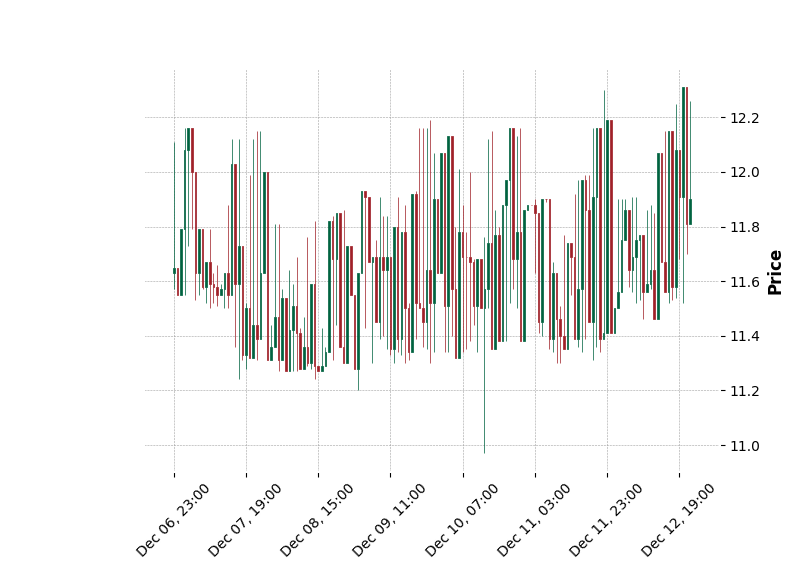 12.2
12.0
11.8
11.6
11.4
11.2
11.0
Price
Dec 06, 23:00
Dec 07, 19:00
Dec 08, 15:00
Dec 09, 11:00
Dec 10, 07:00
Dec 11, 03:00
Dec 11, 23:00
Dec 12, 19:00